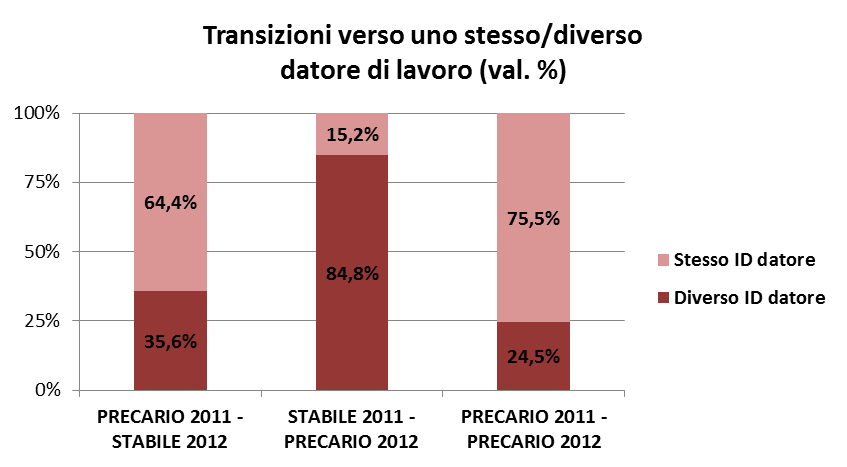 Transizioni verso uno stesso/diverso
datore di lavoro (val. %)
100%
75%
50%
25%
0%
64,4%
35,6%
15,2%
84,8%
75,5%
24,5%
Stesso ID datore
Diverso ID datore
PRECARIO 2011 -
STABILE 2012
STABILE 2011 -
PRECARIO 2012
PRECARIO 2011 -
PRECARIO 2012